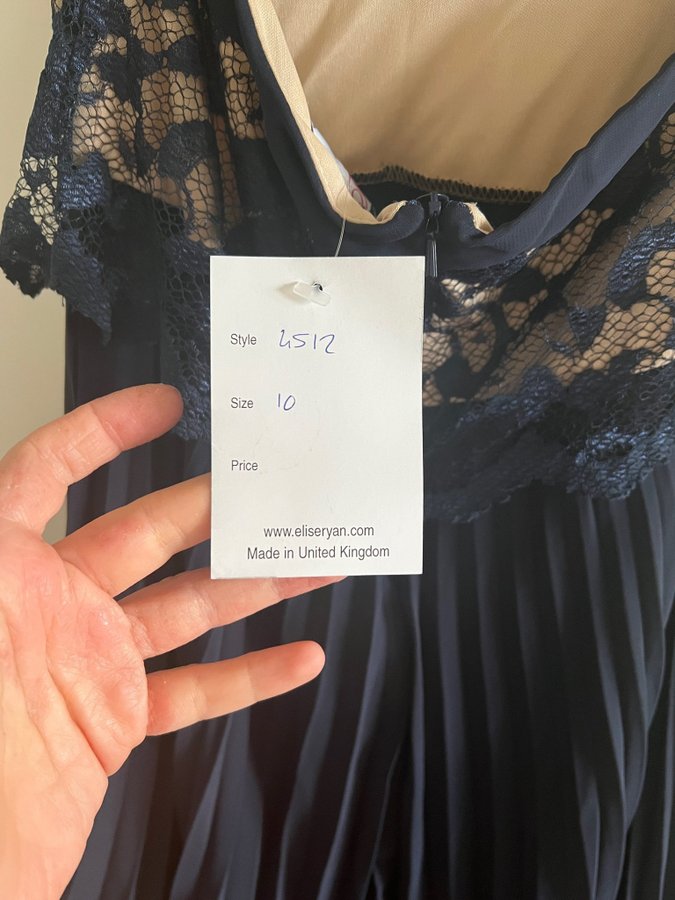 Style 4512
Size 10
Price
www.eliseryan.com
Made in United Kingdom